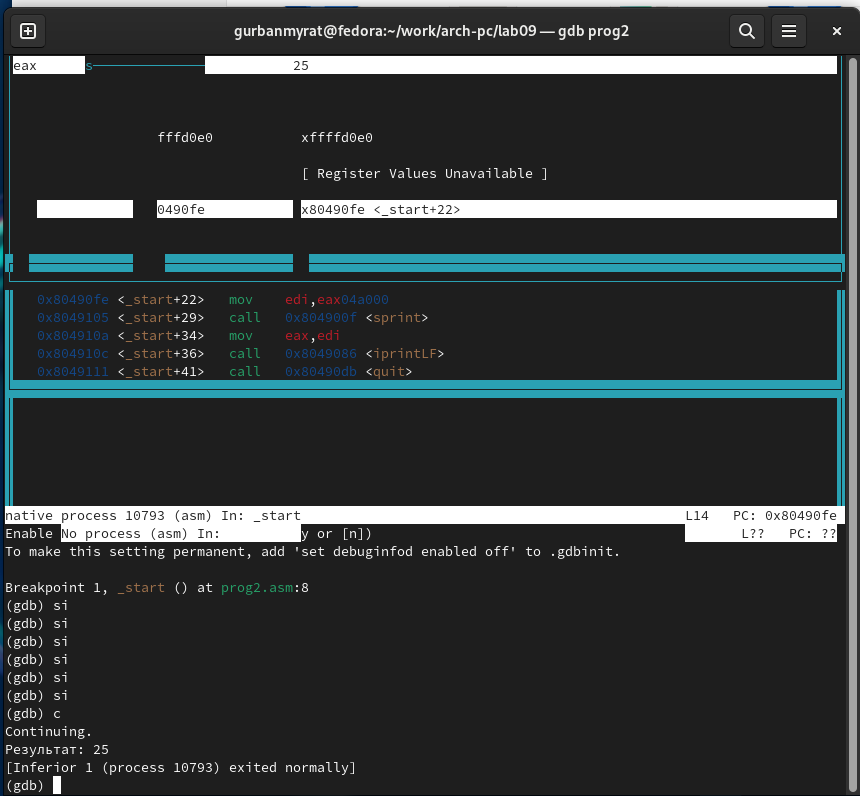 gurbanmyrat@fedora:~/work/arch-pc/lab09 — gdb prog2
eax s 25
fffd0e0 xffffd0e0
[ Register Values Unavailable ]
0490fe x80490fe <_start+22>
0x80490fe <_start+22> mov edi,eax04a000
0x8049105 <_start+29> call 0x804900f <sprint>
0x804910a <_start+34> mov eax,edi
0x804910c <_start+36> call 0x8049086 <iprintLF>
0x8049111 <_start+41> call 0x80490db <quit>
native process 10793 (asm) In: _start L14 PC: 0x80490fe
Enable No process (asm) In: y or [n]) L?? PC: ??
To make this setting permanent, add 'set debuginfod enabled off' to .gdbinit.
Breakpoint 1, _start () at prog2.asm:8
(gdb) si
(gdb) si
(gdb) si
(gdb) si
(gdb) si
(gdb) si
(gdb) c
Continuing.
Результат: 25
[Inferior 1 (process 10793) exited normally]
(gdb)